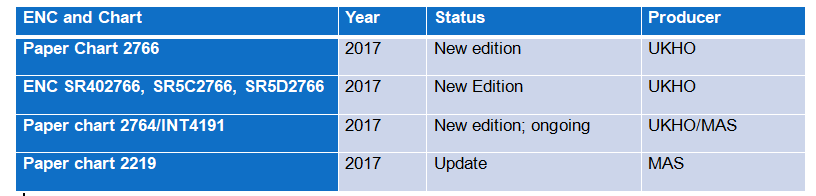 ENC and Chart Year Status Producer
Paper Chart 2766 2017 New edition UKHO
ENC SR402766, SR5C2766, SR5D2766 2017 New Edition UKHO
Paper chart 2764/INT4191 2017 New edition; ongoing UKHO/MAS
Paper chart 2219 2017 Update MAS